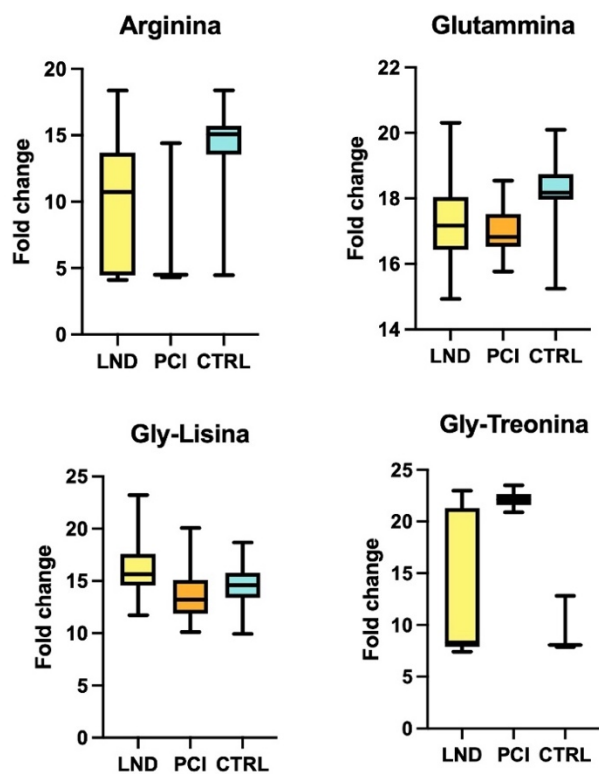 Arginina
Fold change
20
15
10
5
0
LND PCI CTRL
Glutammina
Fold change
22
20
18
16
14
LND PCI CTRL
Gly-Lisina
Fold change
25
20
15
10
5
0
LND PCI CTRL
Gly-Treonina
Fold change
25
20
15
10
5
0
LND PCI CTRL